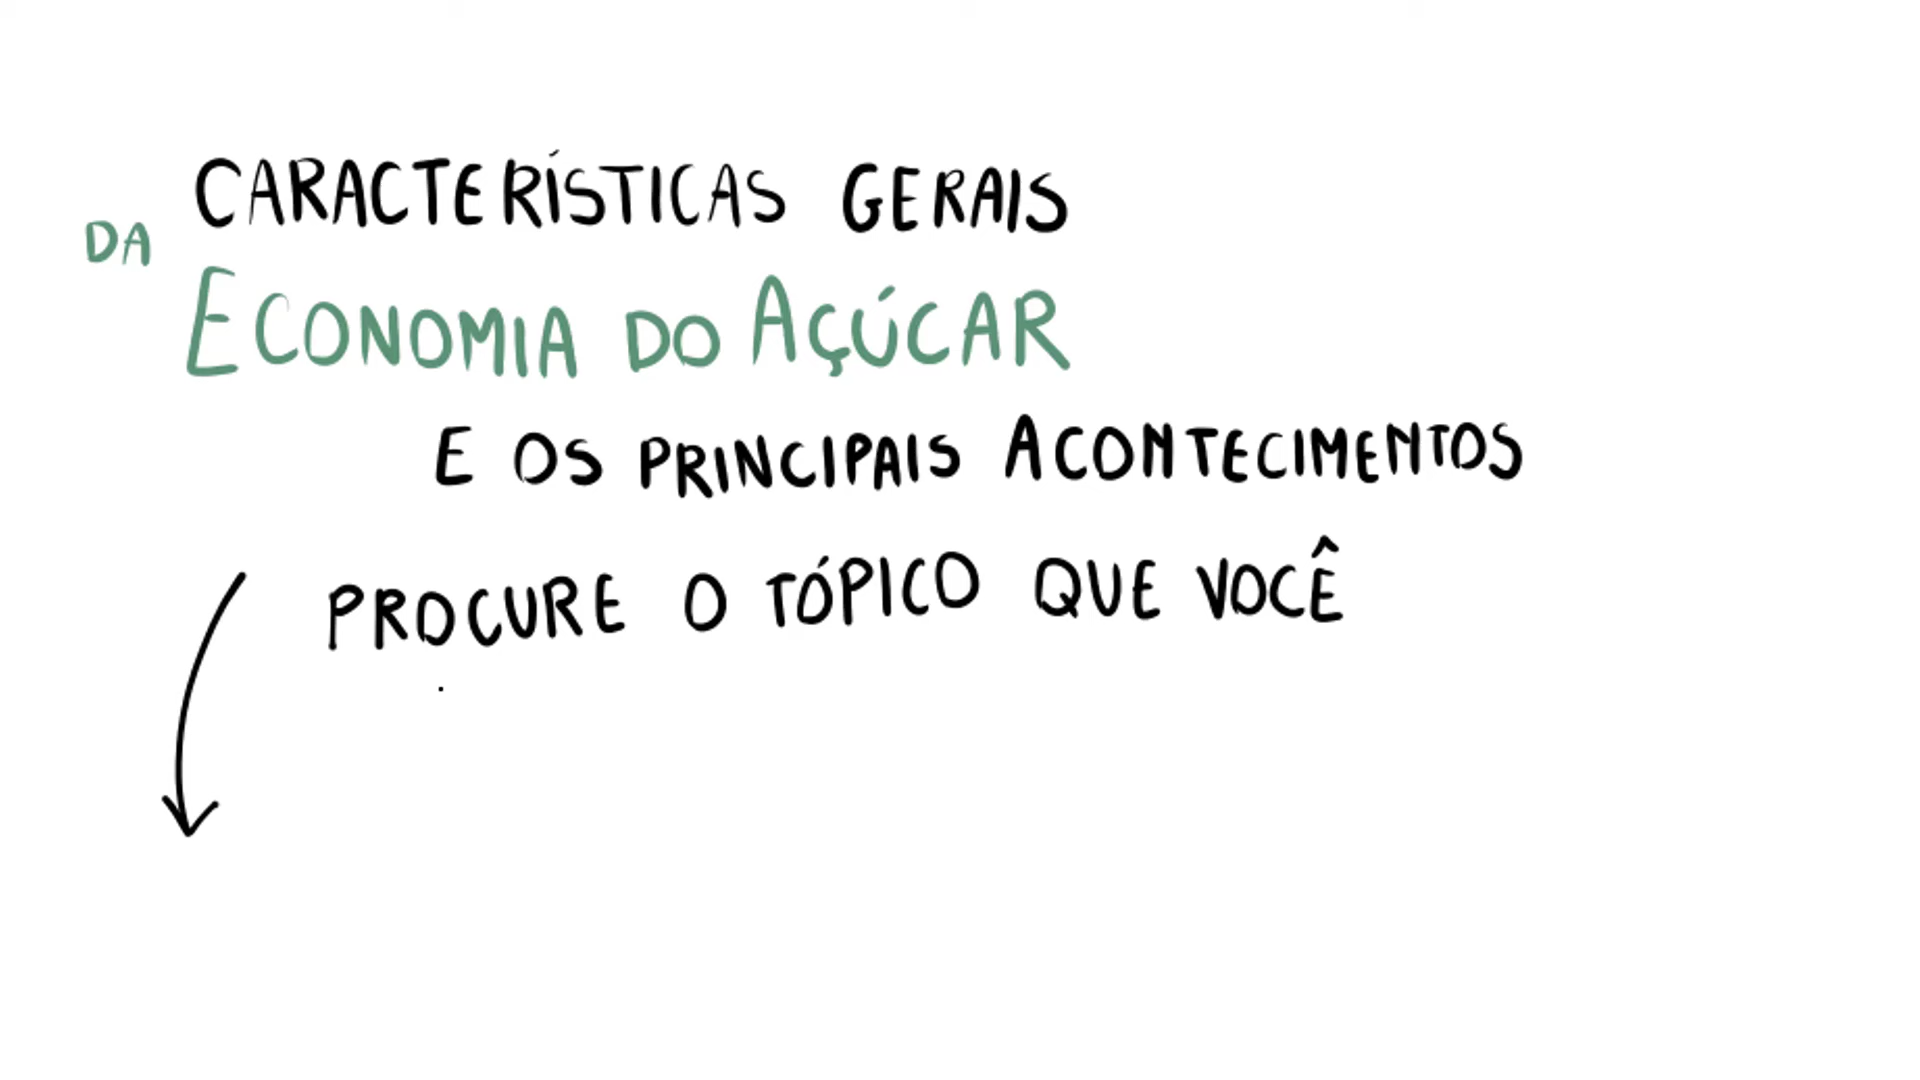 CARACTERÍSTICAS GERAIS
DA
ECONOMIA DO AÇÚCAR
E OS PRINCIPAIS ACONTECIMENTOS
PROCURE O TÓPICO QUE VOCÊ